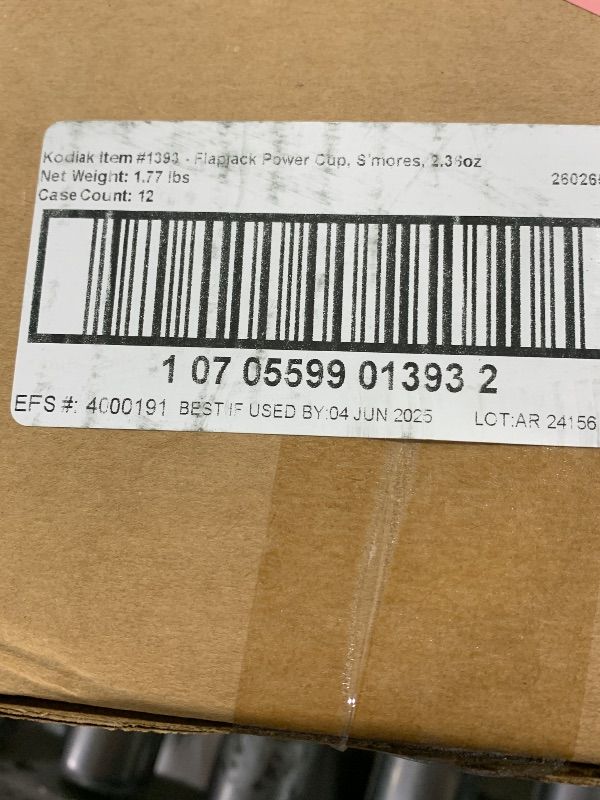 Kodiak Item #1393 - Flapjack Power Cup, S'mores, 2.36oz
Net Weight: 1.77 lbs
26026
Case Count: 12
1 07 05599 01393 2
EFS #: 4000191 BEST IF USED BY:04 JUN 2025 LOT:AR 24156